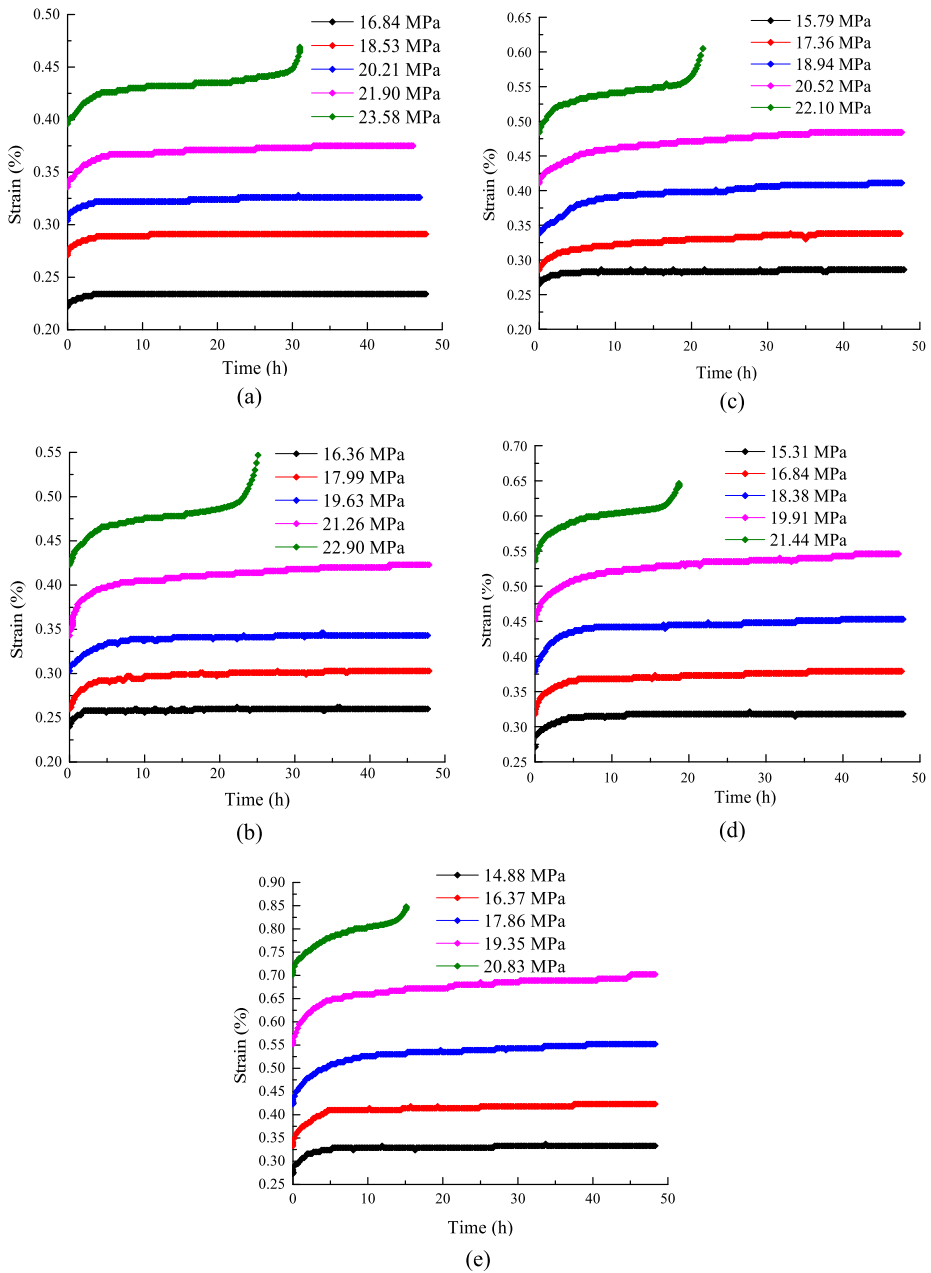 0.50
0.45
0.40
0.35
0.30
0.25
0.20
Strain (%)
0
10
20
30
40
50
Time (h)
16.84 MPa
18.53 MPa
20.21 MPa
21.90 MPa
23.58 MPa
(a)
0.65
0.60
0.55
0.50
0.45
0.40
0.35
0.30
0.25
0.20
Strain (%)
0
10
20
30
40
50
Time (h)
15.79 MPa
17.36 MPa
18.94 MPa
20.52 MPa
22.10 MPa
(c)
0.55
0.50
0.45
0.40
0.35
0.30
0.25
0.20
Strain (%)
0
10
20
30
40
50
Time (h)
16.36 MPa
17.99 MPa
19.63 MPa
21.26 MPa
22.90 MPa
(b)
0.70
0.65
0.60
0.55
0.50
0.45
0.40
0.35
0.30
0.25
Strain (%)
0
10
20
30
40
50
Time (h)
15.31 MPa
16.84 MPa
18.38 MPa
19.91 MPa
21.44 MPa
(d)
0.90
0.85
0.80
0.75
0.70
0.65
0.60
0.55
0.50
0.45
0.40
0.35
0.30
0.25
Strain (%)
0
10
20
30
40
50
Time (h)
14.88 MPa
16.37 MPa
17.86 MPa
19.35 MPa
20.83 MPa
(e)